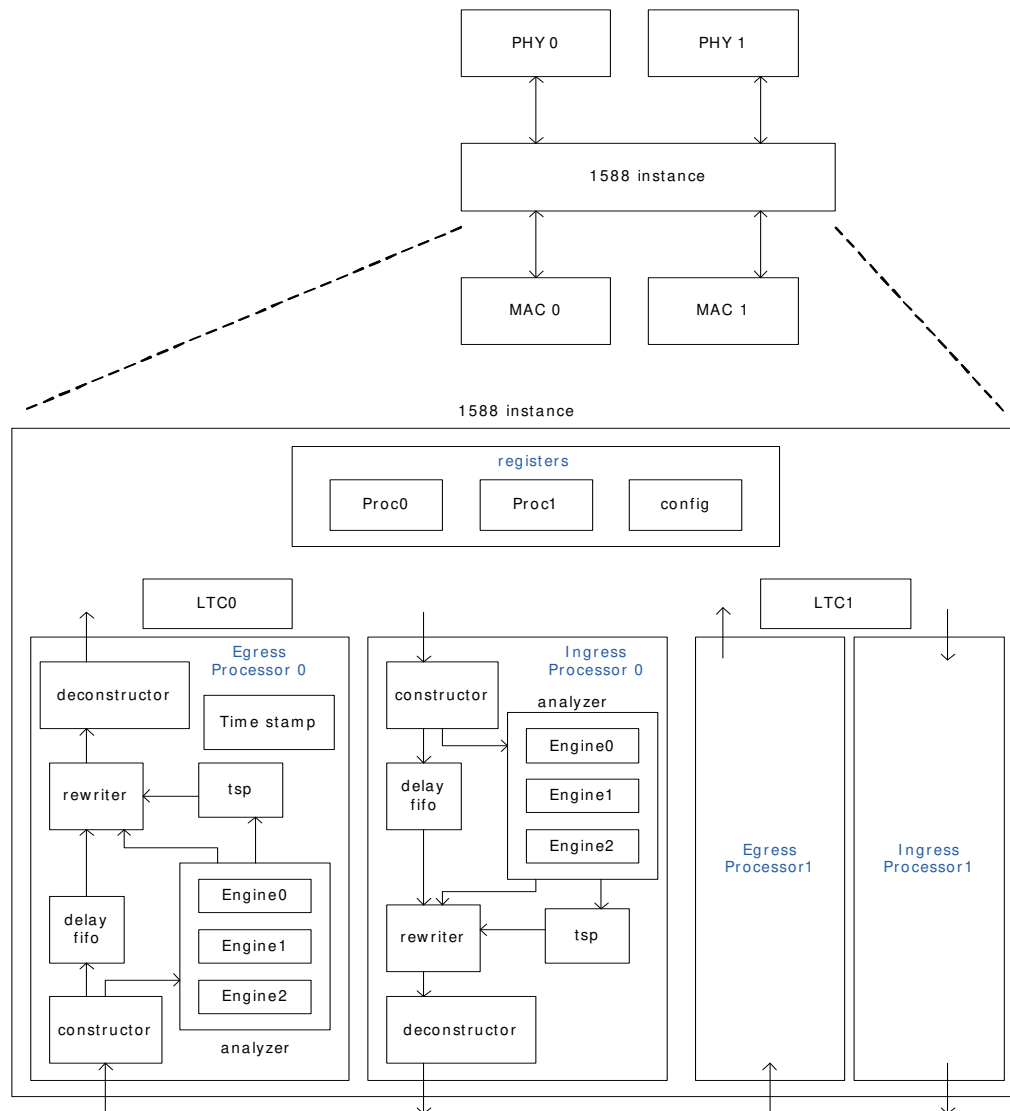 PHY 0
PHY 1
1588 instance
MAC 0
MAC 1
1588 instance
registers
Proc0
Proc1
config
LTC0
LTC1
Egress
Processor 0
deconstructor
Time stamp
rewriter
tsp
delay
fifo
Engine0
Engine1
Engine2
constructor
analyzer
Ingress
Processor 0
constructor
analyzer
Engine0
Engine1
Engine2
delay
fifo
rewriter
tsp
deconstructor
Egress
Processor1
Ingress
Processor1